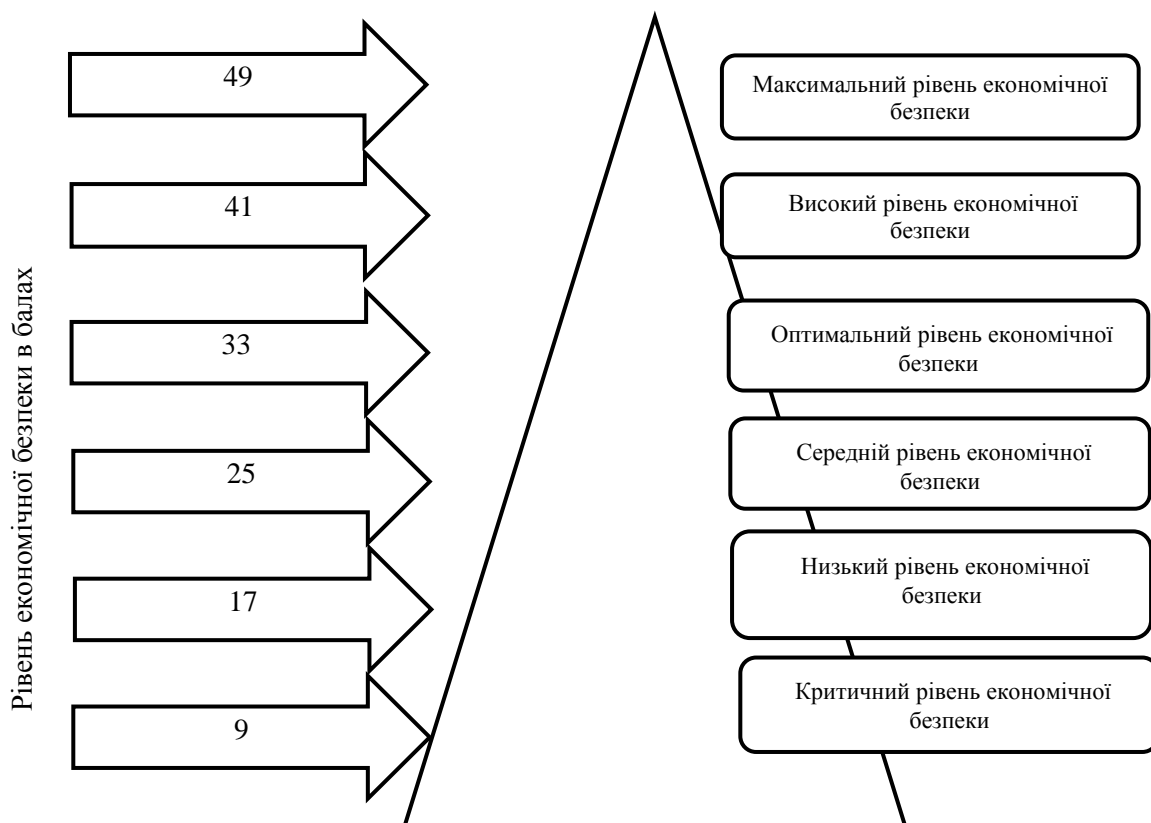 Рівень економічної безпеки в балах
49
Максимальний рівень економічної
безпеки
41
Високий рівень економічної
безпеки
33
Оптимальний рівень економічної
безпеки
25
Середній рівень економічної
безпеки
17
Низький рівень економічної
безпеки
9
Критичний рівень економічної
безпеки